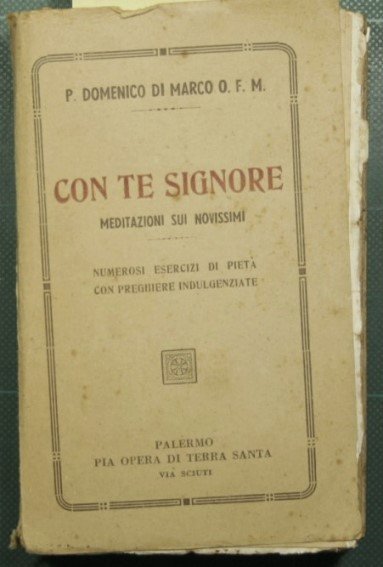 P. DOMENICO DI MARCO O. F. M.
CON TE SIGNORE
MEDITAZIONI SUI NOVISSIMI
NUMEROSI ESERCIZI DI PIETÀ
CON PREGHIERE INDULGENZIATE
PALERMO
PIA OPERA DI TERRA SANTA
VIA SCIUTI